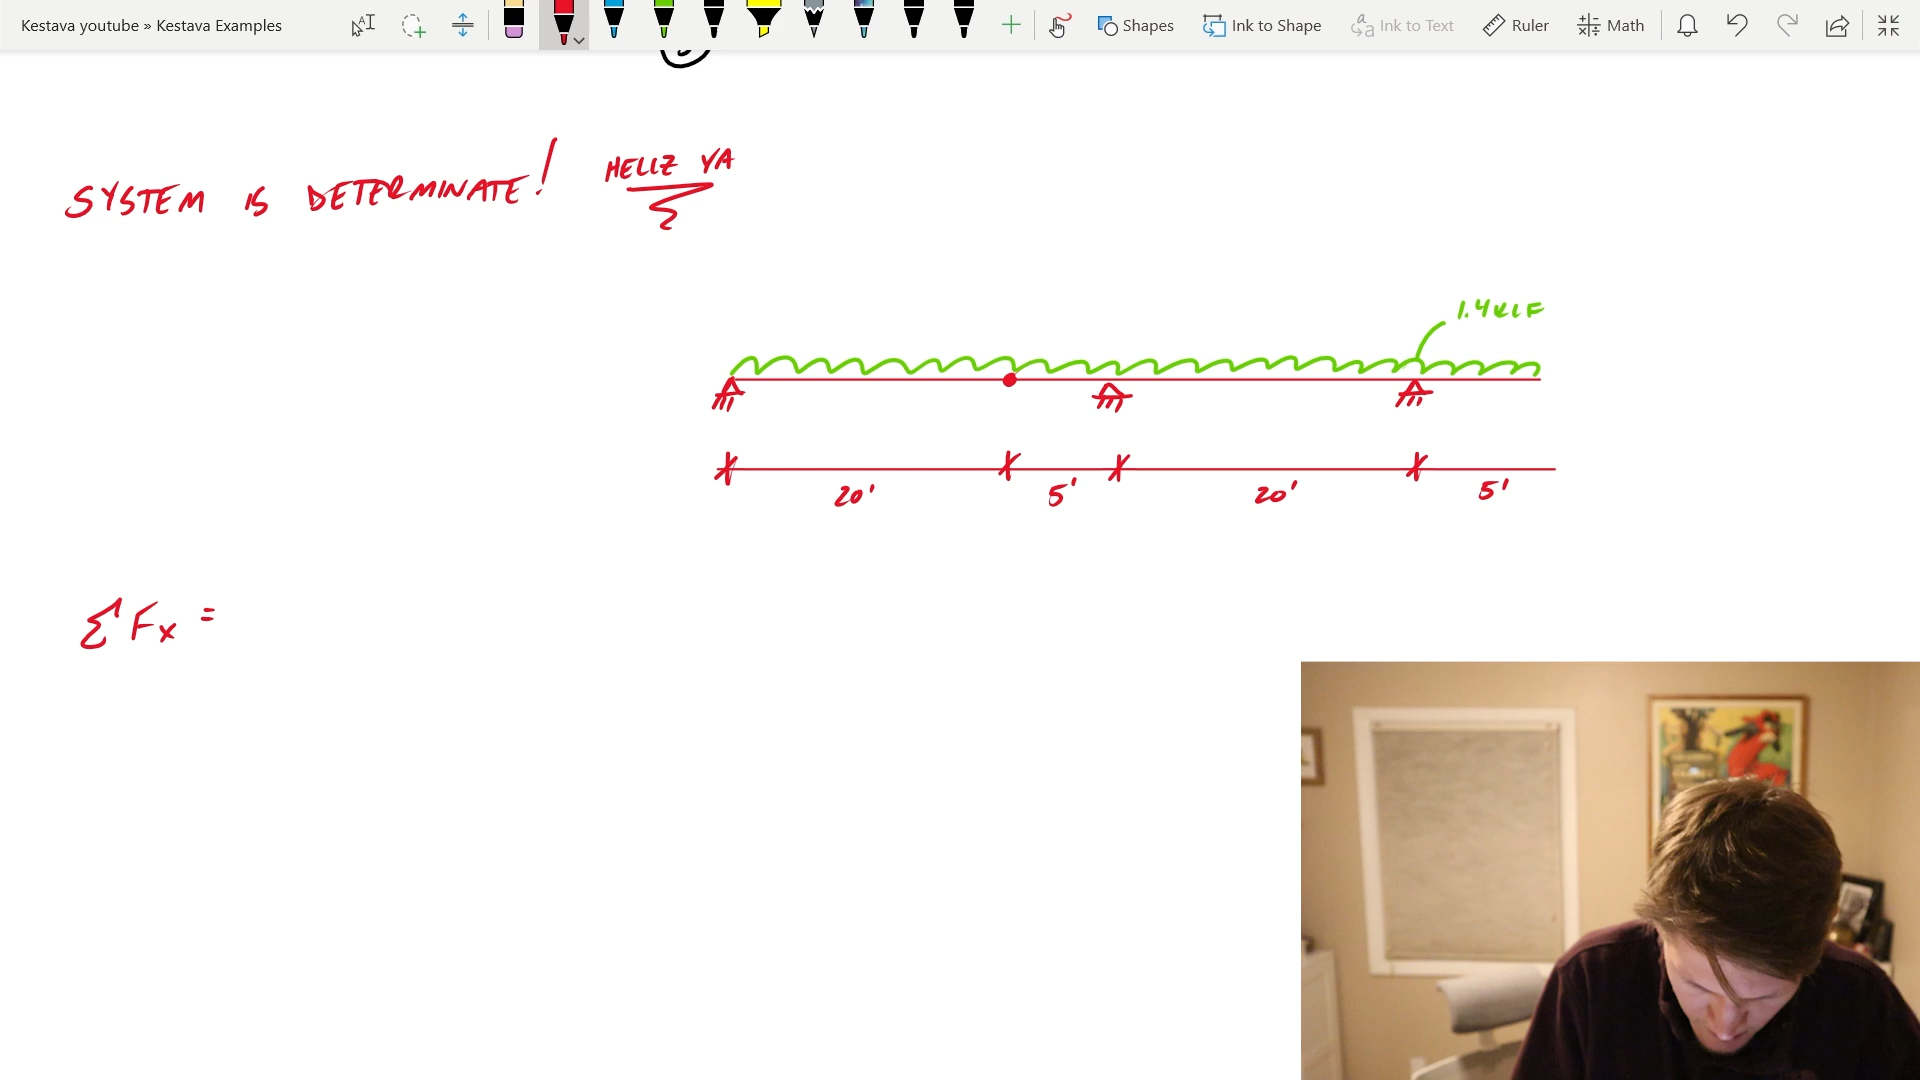 Kestava youtube » Kestava Examples
Shapes
Ink to Shape
Ink to Text
Ruler
Math
SYSTEM IS DETERMINATE! HELLZ YA
1.4KLF
20' 5' 20' 5'
ΣFx =